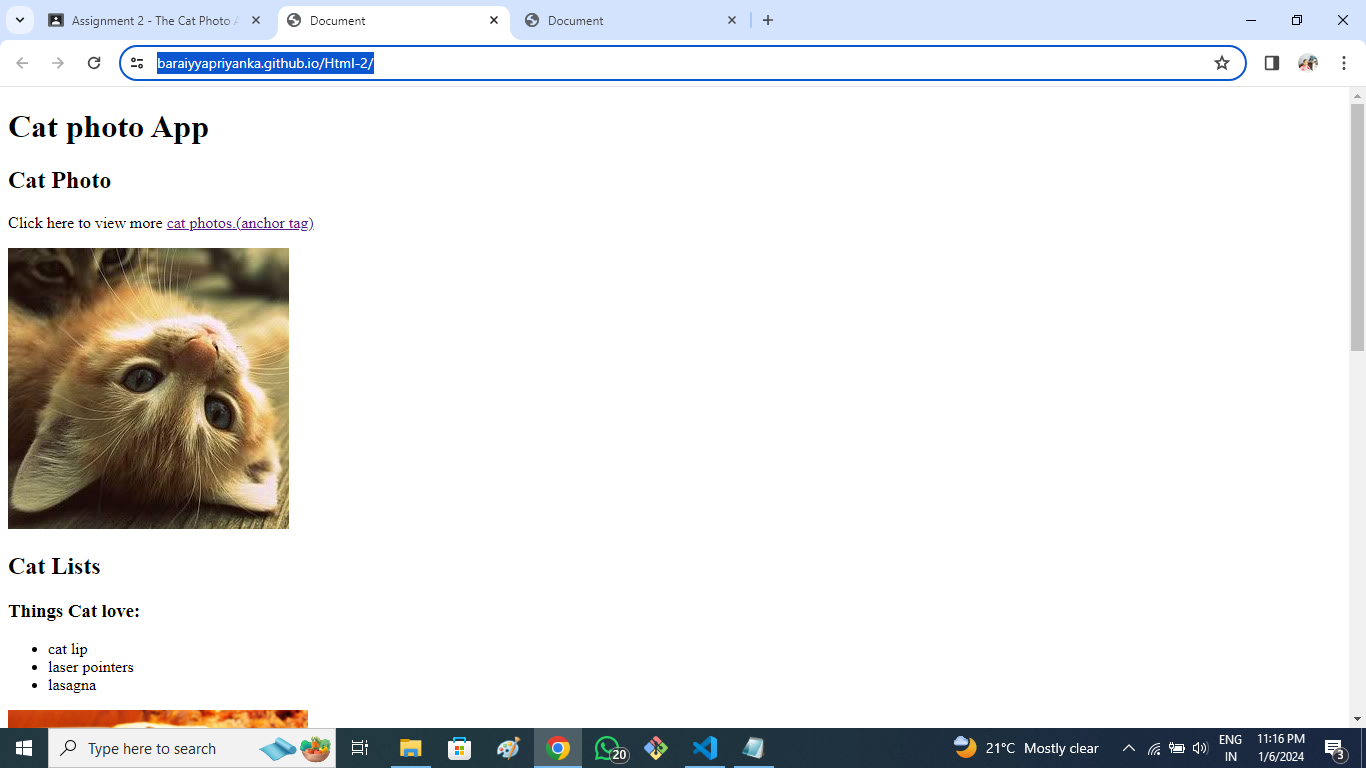 Assignment 2 - The Cat Photo A
Document
Document
baraiyyapriyanka.github.io/Html-2/
Cat photo App
Cat Photo
Click here to view more cat photos.(anchor tag)
Cat Lists
Things Cat love:
cat lip
laser pointers
lasagna
Type here to search
20
21°C Mostly clear
ENG
IN
11:16 PM
1/6/2024
3